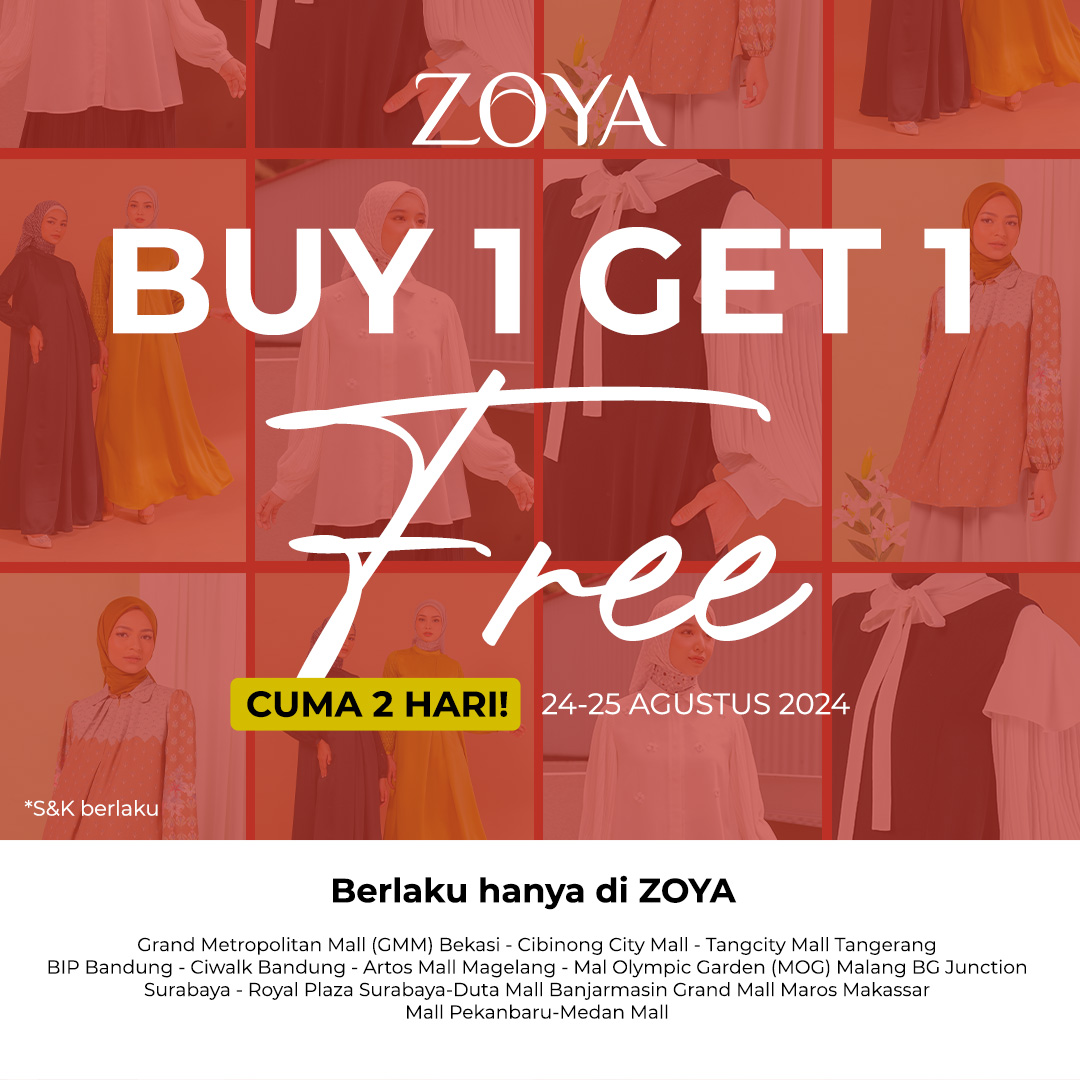 ZOYA
BUY 1 GET 1
Free
CUMA 2 HARI! 24-25 AGUSTUS 2024
*S&K berlaku
Berlaku hanya di ZOYA
Grand Metropolitan Mall (GMM) Bekasi - Cibinong City Mall - Tangcity Mall Tangerang
BIP Bandung - Ciwalk Bandung - Artos Mall Magelang - Mal Olympic Garden (MOG) Malang BG Junction
Surabaya - Royal Plaza Surabaya-Duta Mall Banjarmasin Grand Mall Maros Makassar
Mall Pekanbaru-Medan Mall